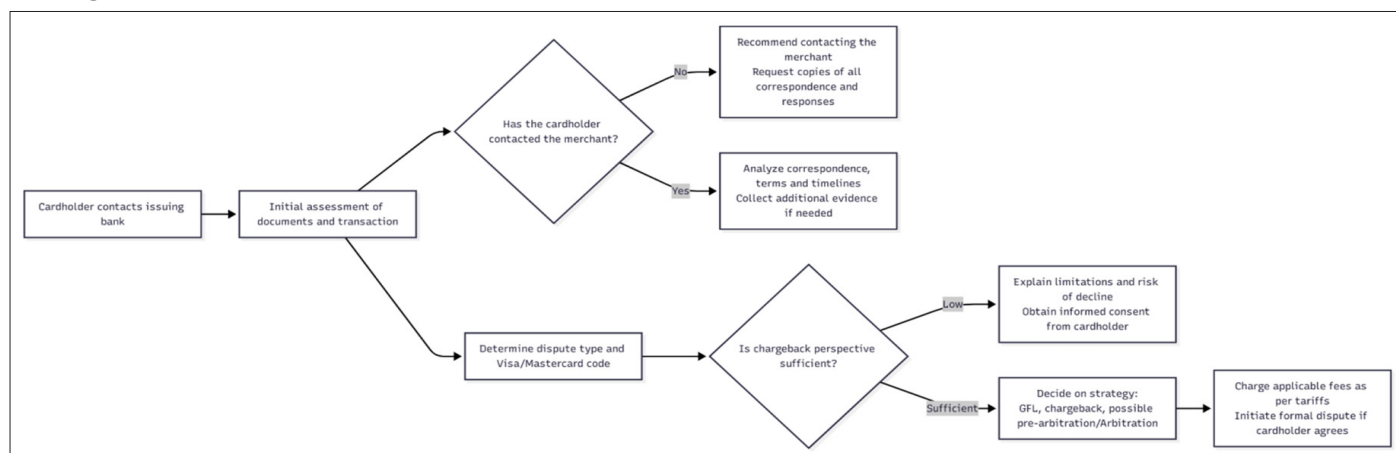 Cardholder contacts issuing
bank
Initial assessment of
documents and transaction
Has the cardholder
contacted the merchant?
No
Recommend contacting the
merchant
Request copies of all
correspondence and
responses
Yes
Analyze correspondence,
terms and timelines
Collect additional evidence
if needed
Determine dispute type and
Visa/Mastercard code
Is chargeback perspective
sufficient?
Low
Explain limitations and risk
of decline
Obtain informed consent
from cardholder
Sufficient
Decide on strategy:
GFL, chargeback, possible
pre-arbitration/Arbitration
Charge applicable fees as
per tariffs
Initiate formal dispute if
cardholder agrees